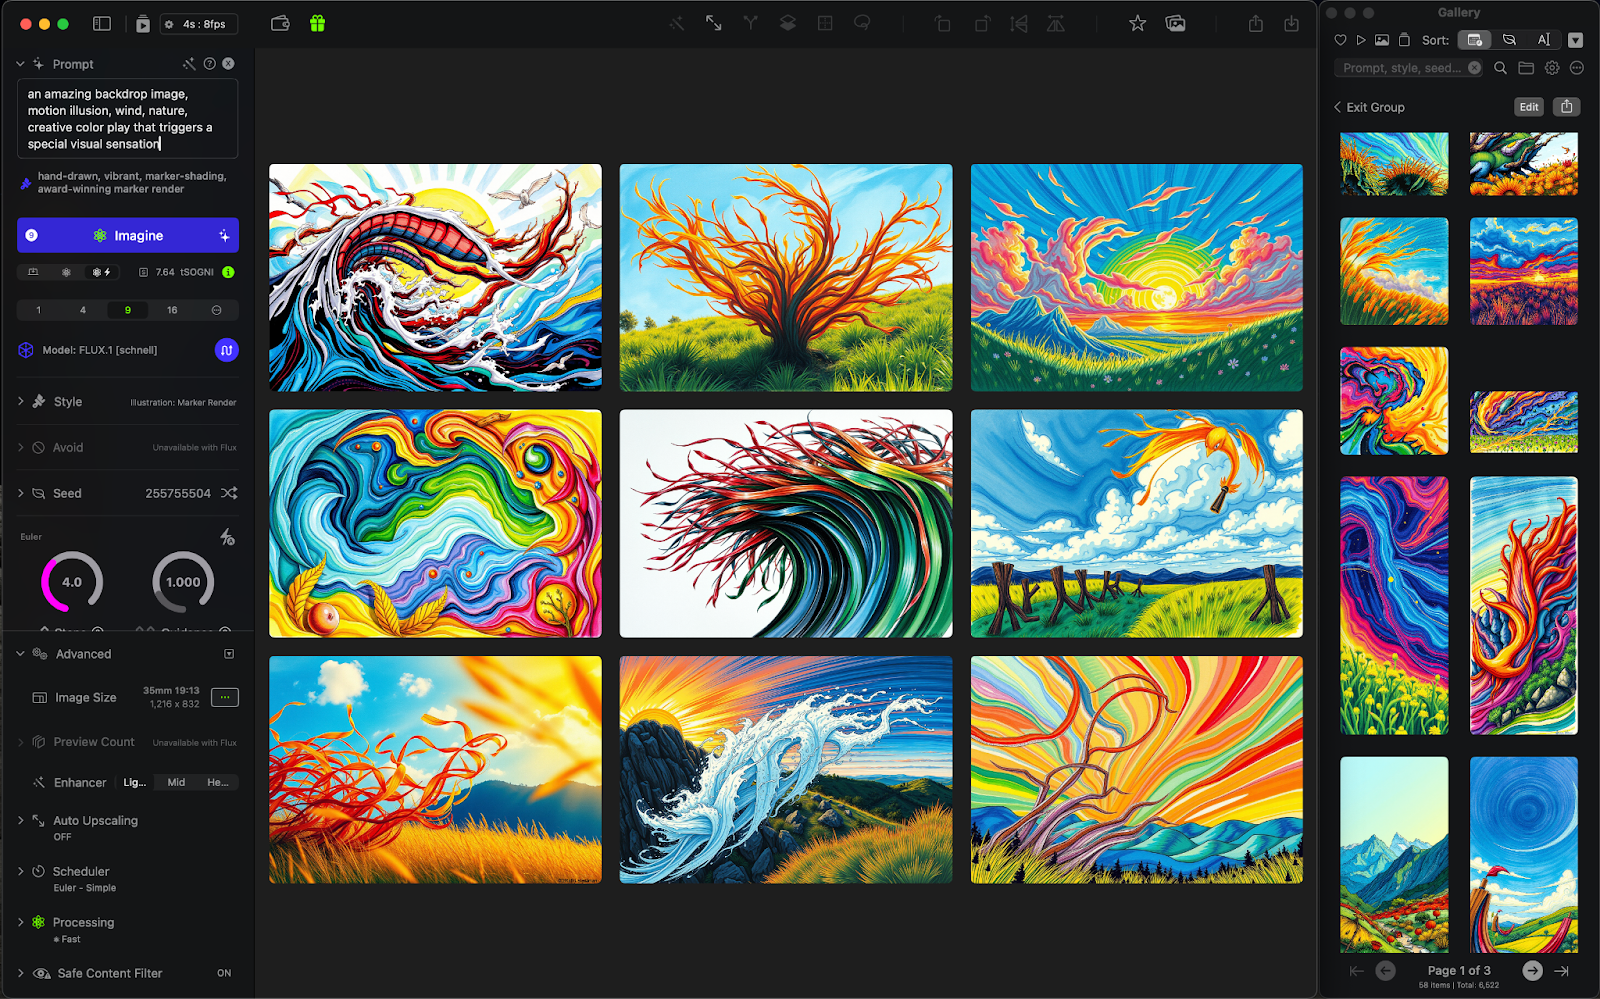 4s : 8fps
Prompt
an amazing backdrop image,
motion illusion, wind, nature,
creative color play that triggers a
special visual sensation
hand-drawn, vibrant, marker-shading,
award-winning marker render
9
Imagine
7.64 tSOGNI
1
4
9
16
Model: FLUX.1 [schnell]
Style
Illustration: Marker Render
Avoid
Unavailable with Flux
Seed
255755504
Euler
4.0
1.000
Advanced
Image Size
35mm 19:13
1,216 x 832
Preview Count
Unavailable with Flux
Enhancer
Lig...
Mid
He...
Auto Upscaling
OFF
Scheduler
Euler - Simple
Processing
Fast
Safe Content Filter
ON
Gallery
Sort:
Prompt, style, seed...
Exit Group
Edit
Page 1 of 3
58 items | Total: 6,522